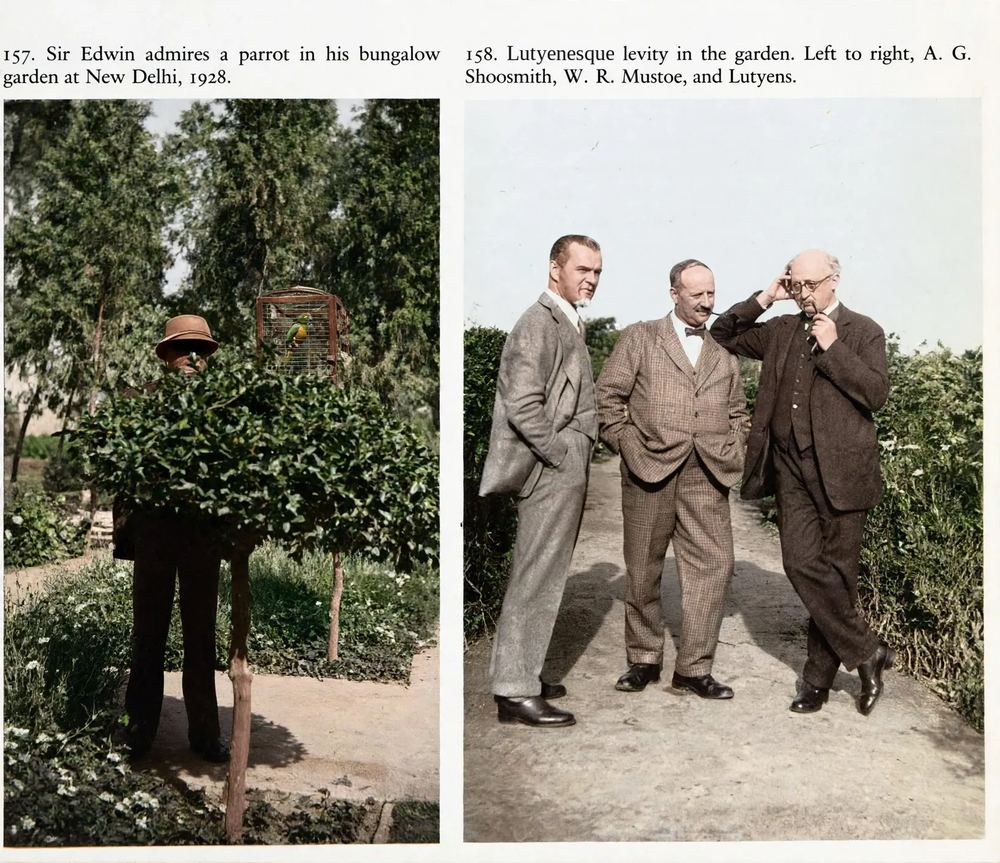 157. Sir Edwin admires a parrot in his bungalow
garden at New Delhi, 1928.
158. Lutyenesque levity in the garden. Left to right, A. G.
Shoosmith, W. R. Mustoe, and Lutyens.